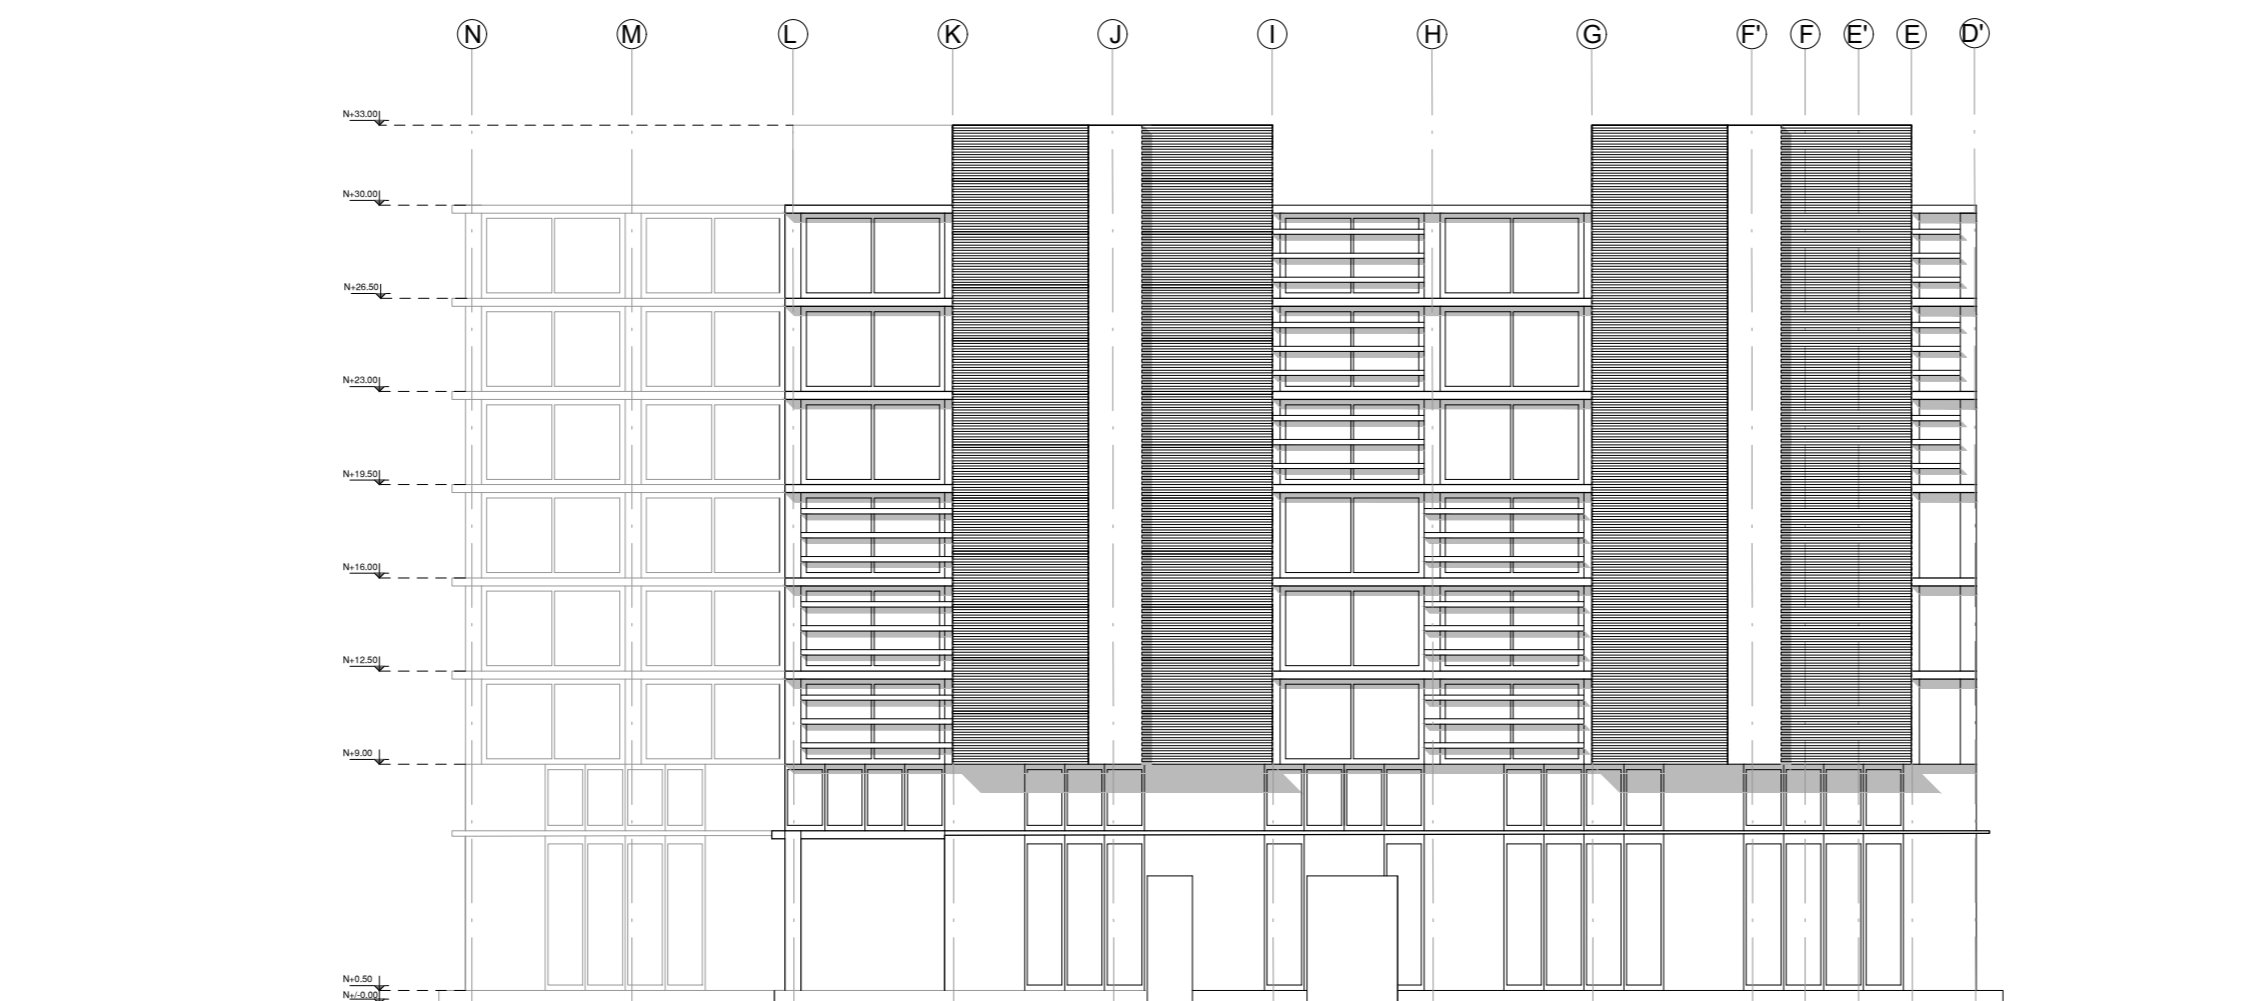 N M L K J I H G F' F E' E D'
N+33.00
N+30.00
N+26.50
N+23.00
N+19.50
N+16.00
N+12.50
N+9.00
N+0.50
N+/-0.00